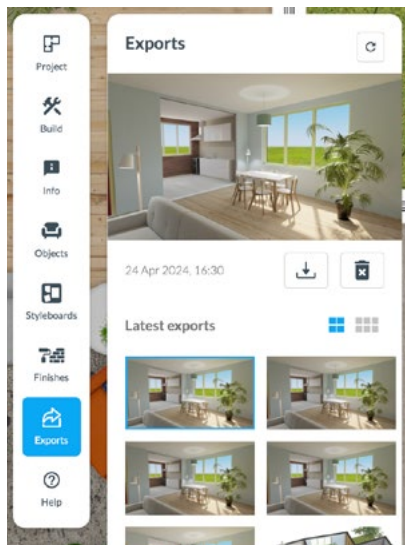 Project
Build
Info
Objects
Styleboards
Finishes
Exports
Help
Exports
24 Apr 2024, 16:30
Latest exports